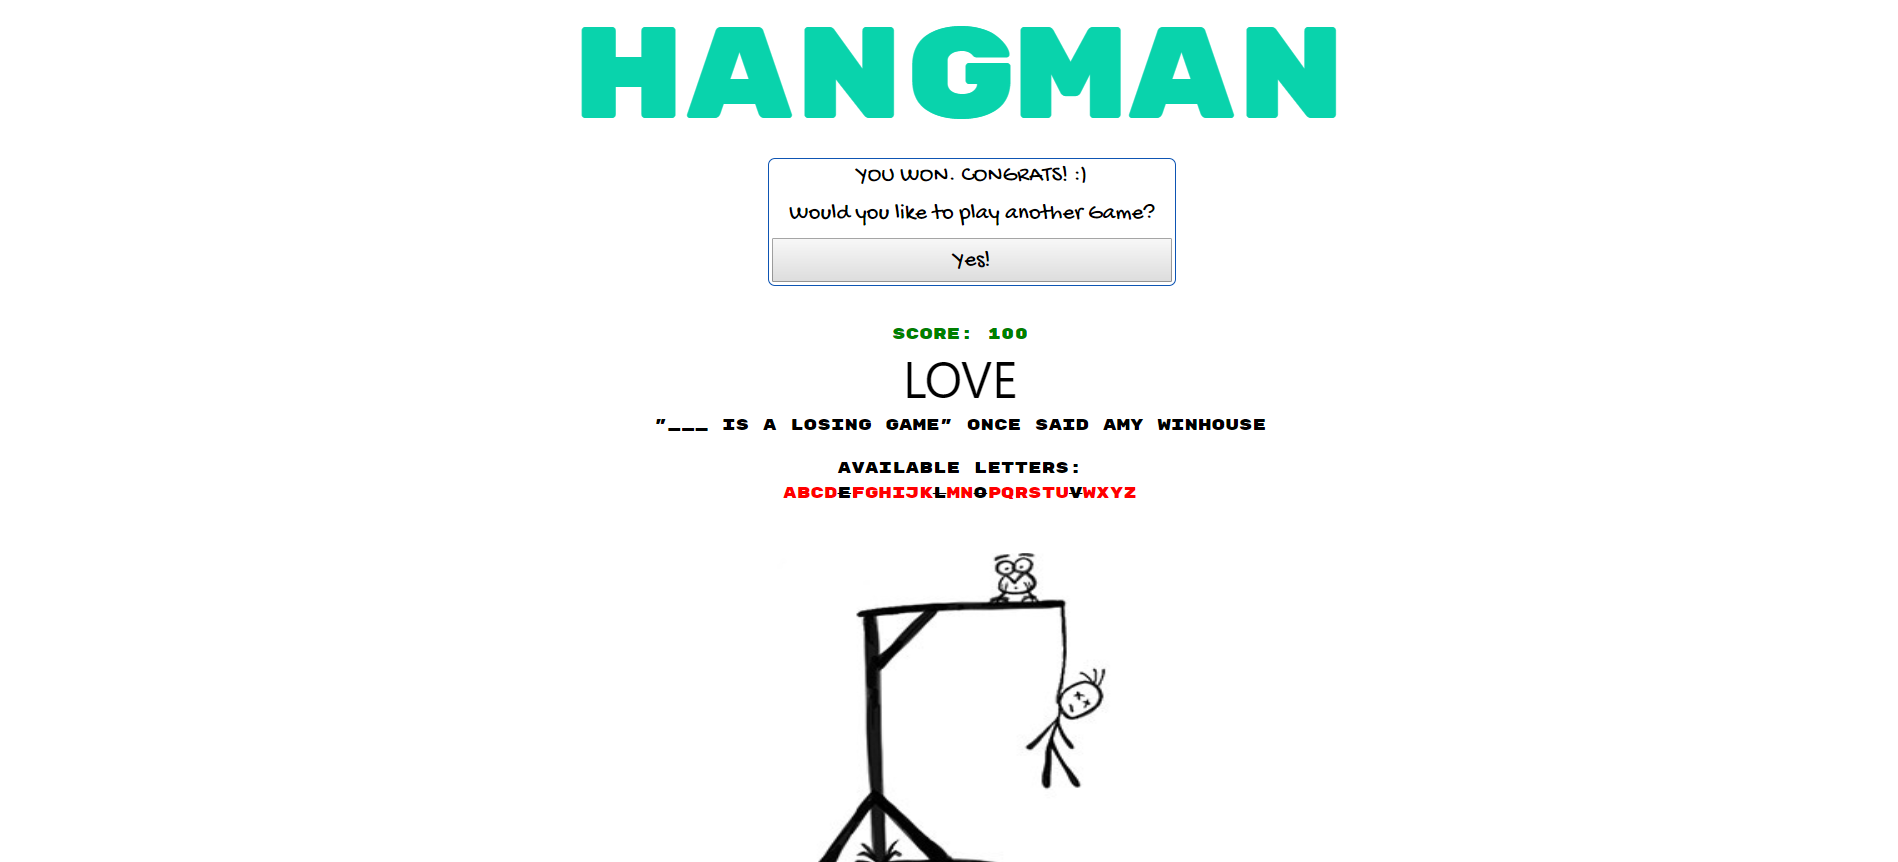 HANGMAN
YOU WON. CONGRATS! :)
Would you like to play another Game?
Yes!
SCORE: 100
LOVE
"___ IS A LOSING GAME" ONCE SAID AMY WINHOUSE
AVAILABLE LETTERS:
ABCDEFGHIJKLMNOPQRSTUVWXYZ